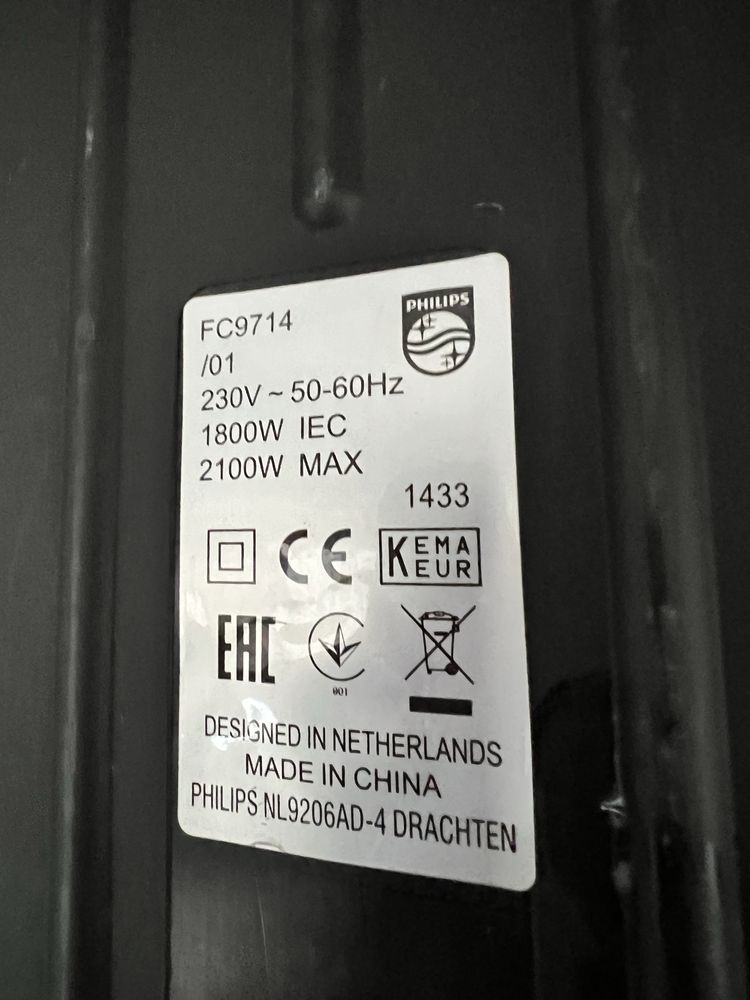 PHILIPS
FC9714
/01
230V ~ 50-60Hz
1800W IEC
2100W MAX
1433
CE
KEMA
EUR
EAC
001
DESIGNED IN NETHERLANDS
MADE IN CHINA
PHILIPS NL9206AD-4 DRACHTEN